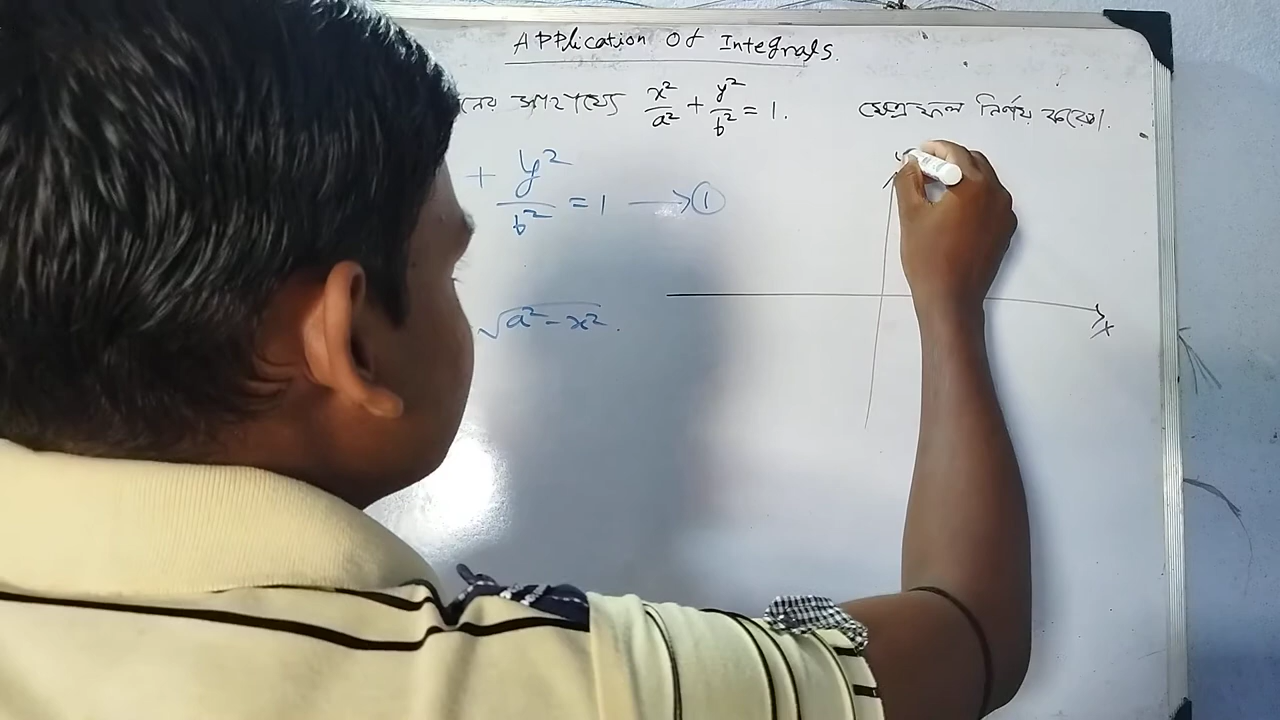 Application Of Integrals.
সাহায্যে x²/a² + y²/b² = 1. ক্ষেত্রফল নির্ণয় করো।
+ y²/b² = 1 → ①
√a² - x².
x